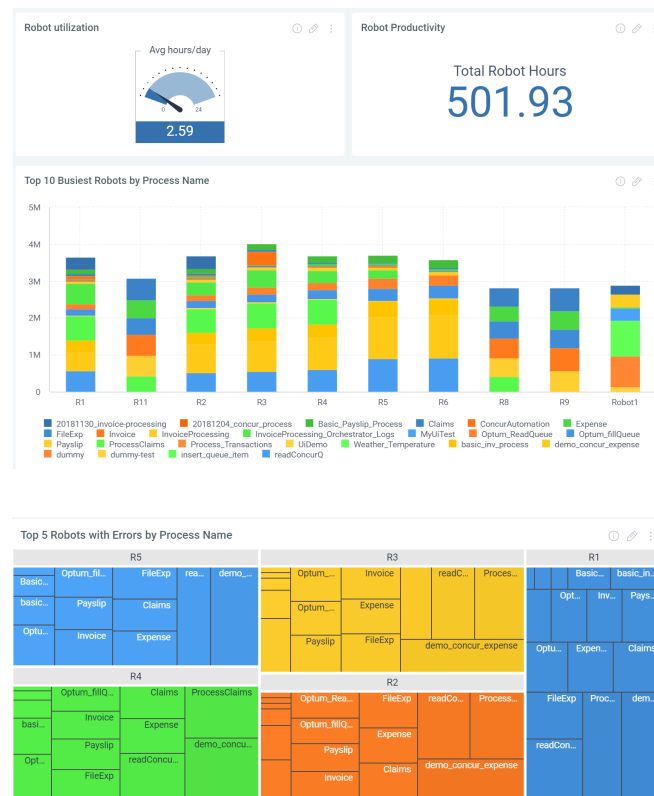 Robot utilization
Robot Productivity
Avg hours/day
0 24
2.59
Total Robot Hours
501.93
Top 10 Busiest Robots by Process Name
5M
4M
3M
2M
1M
0
R1 R11 R2 R3 R4 R5 R6 R8 R9 Robot1
20181130_invoice-processing 20181204_concur_process Basic_Payslip_Process Claims ConcurAutomation Expense
FileExp Invoice InvoiceProcessing InvoiceProcessing_Orchestrator_Logs MyUiTest Optum_ReadQueue Optum_fillQueue
Payslip ProcessClaims Process_Transactions UiDemo Weather_Temperature basic_inv_process demo_concur_expense
dummy dummy-test insert_queue_item readConcurQ
Top 5 Robots with Errors by Process Name
R5
Basic... Optum_fil... FileExp rea... demo_...
basic... Payslip Claims
Optu... Invoice Expense
R3
Optum_... Invoice readC... Proces...
Optum_... Expense
Payslip FileExp demo_concur_expense
R1
Basic... basic_in...
Opt... Inv... Pays...
Optu... Expen... Claims
FileExp Proc... dem...
readCon...
R4
Optum_fillQ... Claims ProcessClaims
basi... Invoice Expense
Payslip demo_concu...
Opt... readConcu...
FileExp
R2
Optum_Rea... FileExp readCo... Process...
Optum_fillQ... Expense
Payslip
Claims demo_concur_expense
Invoice